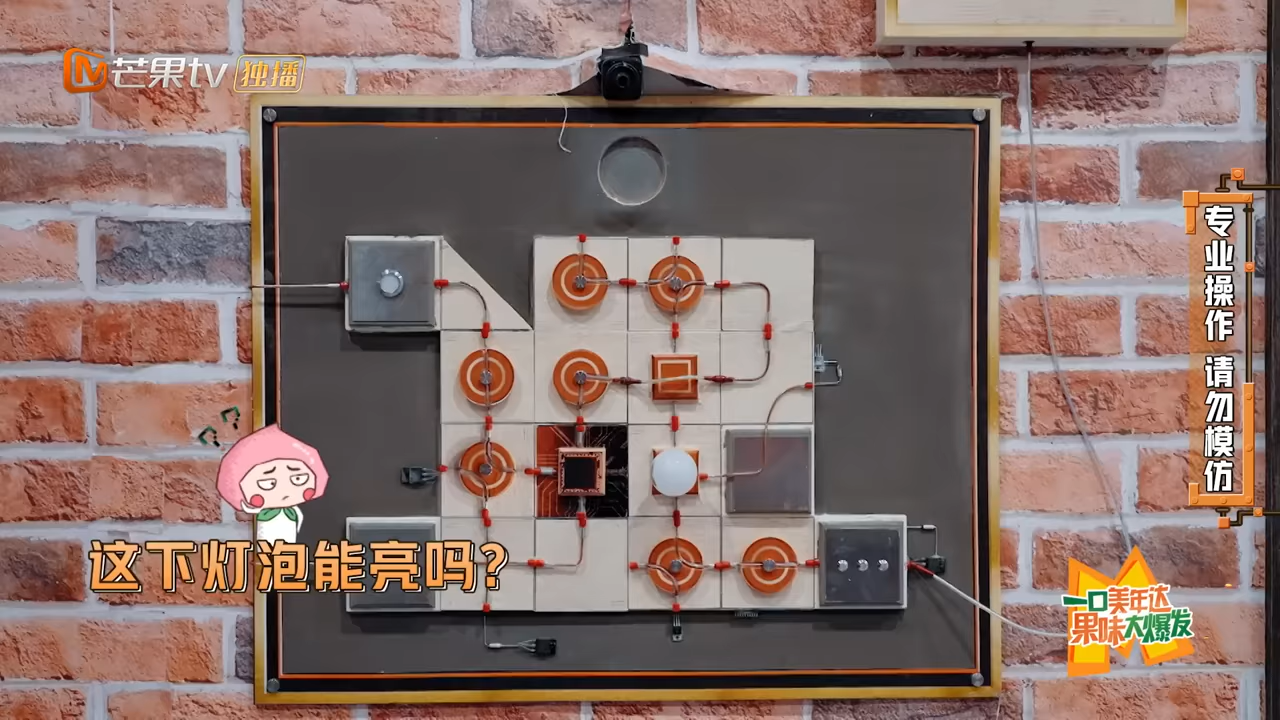 芒果tv 独播
专业操作 请勿模仿
这下灯泡能亮吗?
一口美年达
果味大爆发